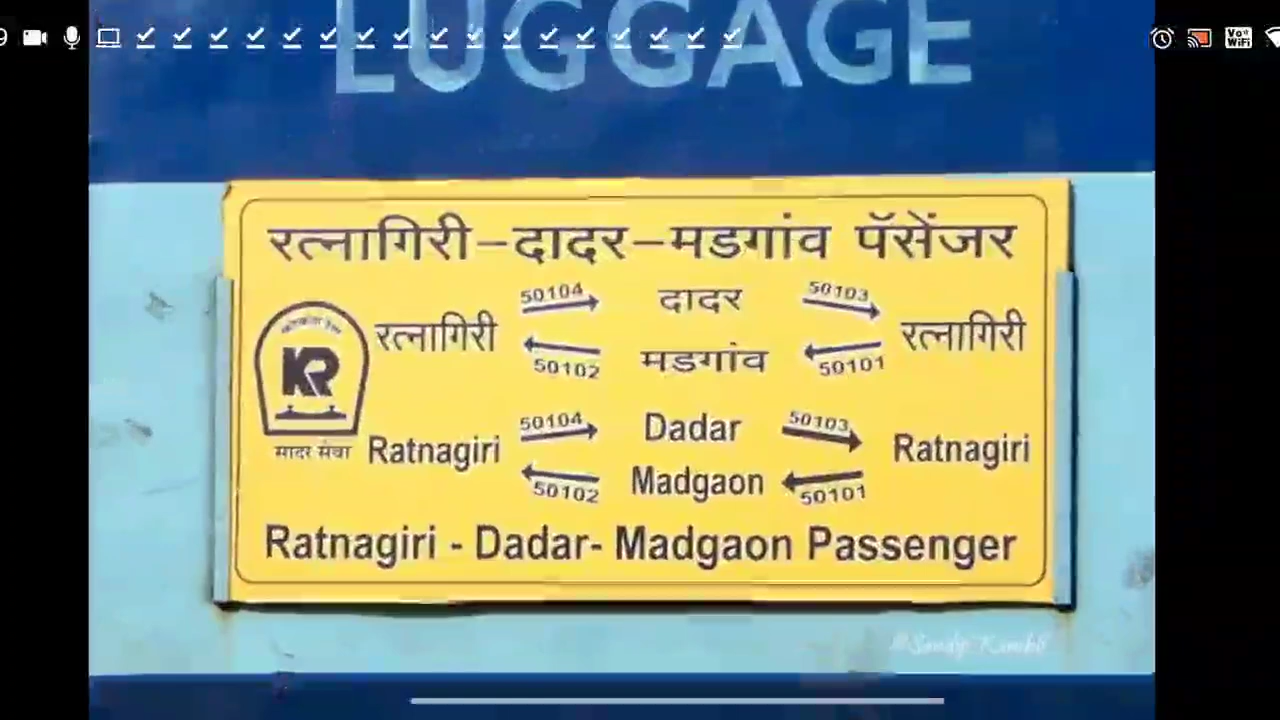 LUGGAGE
रत्नागिरी-दादर-मडगांव पॅसेंजर
50104 दादर 50103
रत्नागिरी रत्नागिरी
50102 मडगांव 50101
KR
सादर सेवा
50104 Dadar 50103
Ratnagiri Ratnagiri
50102 Madgaon 50101
Ratnagiri - Dadar- Madgaon Passenger